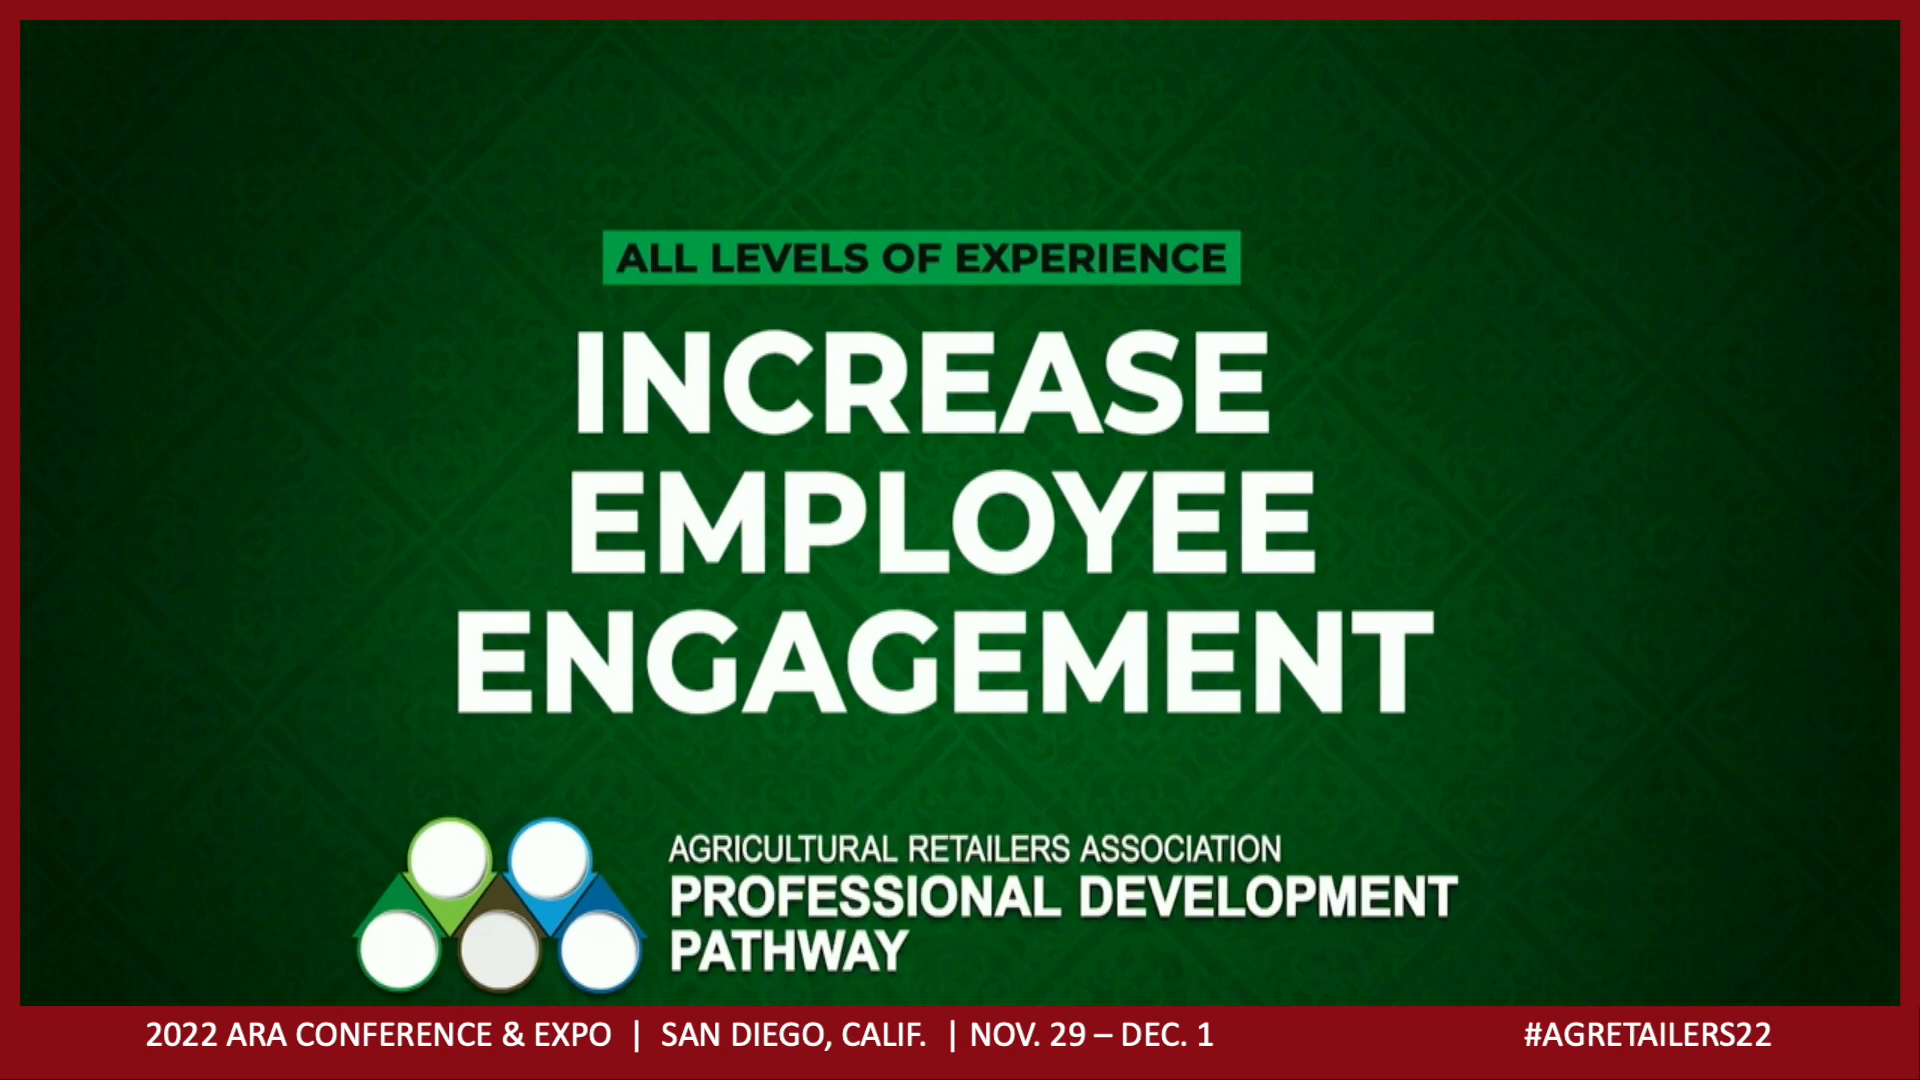 ALL LEVELS OF EXPERIENCE
INCREASE
EMPLOYEE
ENGAGEMENT
AGRICULTURAL RETAILERS ASSOCIATION
PROFESSIONAL DEVELOPMENT
PATHWAY
2022 ARA CONFERENCE & EXPO | SAN DIEGO, CALIF. | NOV. 29 – DEC. 1 #AGRETAILERS22